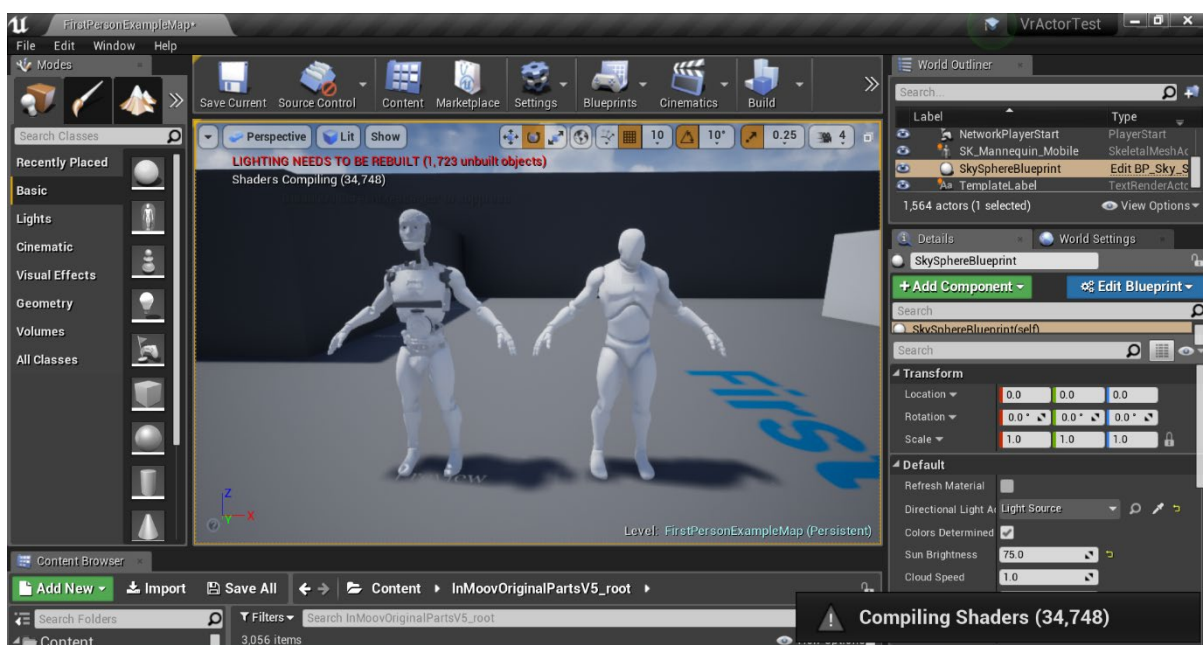 FirstPersonExampleMap•
VrActorTest
File Edit Window Help
Modes
Search Classes
Recently Placed
Basic
Lights
Cinematic
Visual Effects
Geometry
Volumes
All Classes
Save Current Source Control Content Marketplace Settings Blueprints Cinematics Build
Perspective Lit Show 10 10° 0.25 4
LIGHTING NEEDS TO BE REBUILT (1,723 unbuilt objects)
Shaders Compiling (34,748)
First
Preview
Z
Y X
Level: FirstPersonExampleMap (Persistent)
World Outliner
Search...
Label Type
NetworkPlayerStart PlayerStart
SK_Mannequin_Mobile SkeletalMeshAc
SkySphereBlueprint Edit BP_Sky_S
TemplateLabel TextRenderActo
1,564 actors (1 selected) View Options
Details World Settings
SkySphereBlueprint
+Add Component Edit Blueprint
Search
SkySphereBlueprint(self)
Search
Transform
Location 0.0 0.0 0.0
Rotation 0.0° 0.0° 0.0°
Scale 1.0 1.0 1.0
Default
Refresh Material
Directional Light A Light Source
Colors Determined
Sun Brightness 75.0
Cloud Speed 1.0
Content Browser
Add New Import Save All Content InMoovOriginalPartsV5_root
Search Folders Filters Search InMoovOriginalPartsV5_root
Content 3,056 items View Options
Compiling Shaders (34,748)